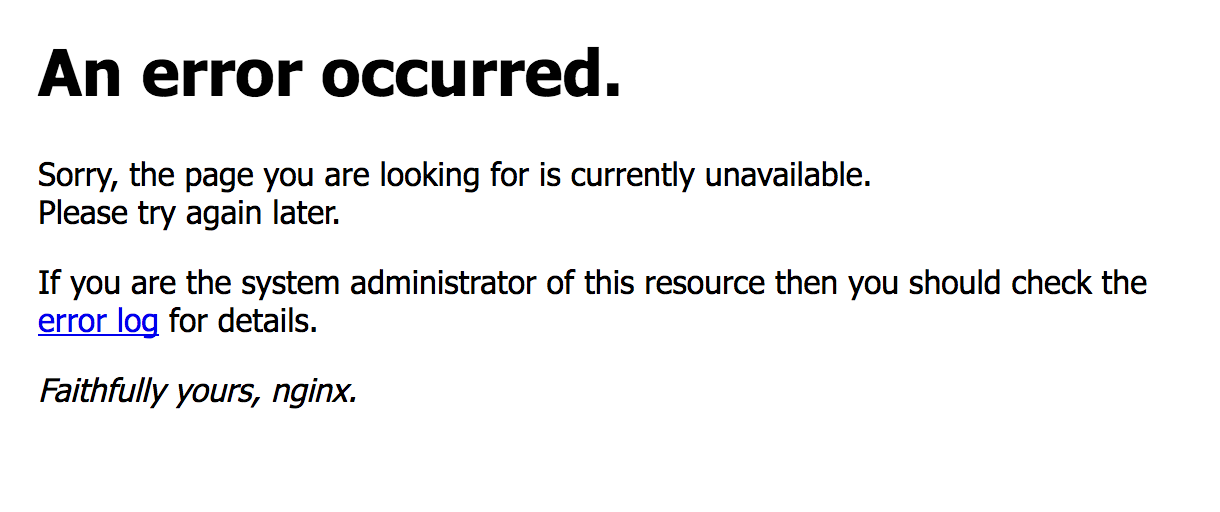 An error occurred.
Sorry, the page you are looking for is currently unavailable.
Please try again later.
If you are the system administrator of this resource then you should check the
error log for details.
Faithfully yours, nginx.